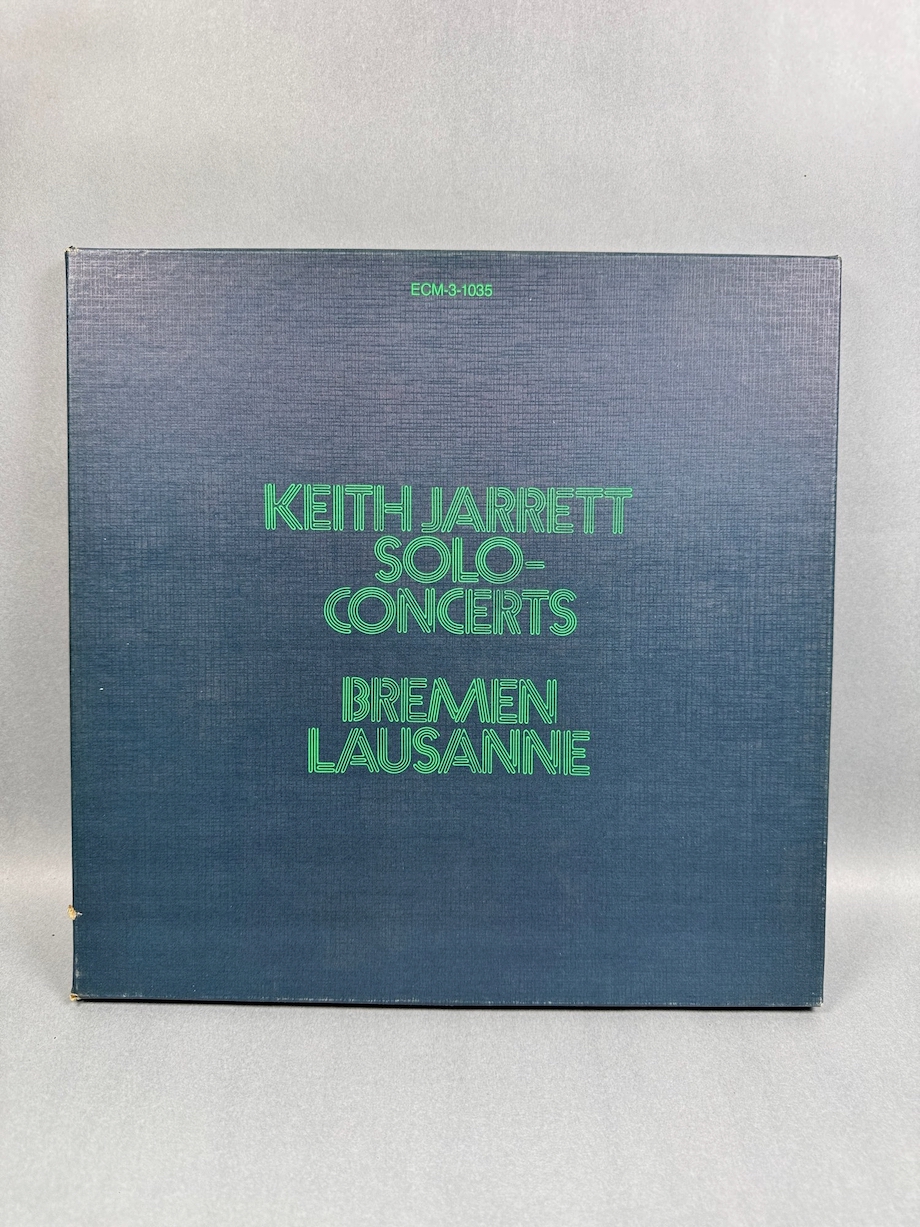 ECM-3-1035
KEITH JARRETT
SOLO-
CONCERTS
BREMEN
LAUSANNE